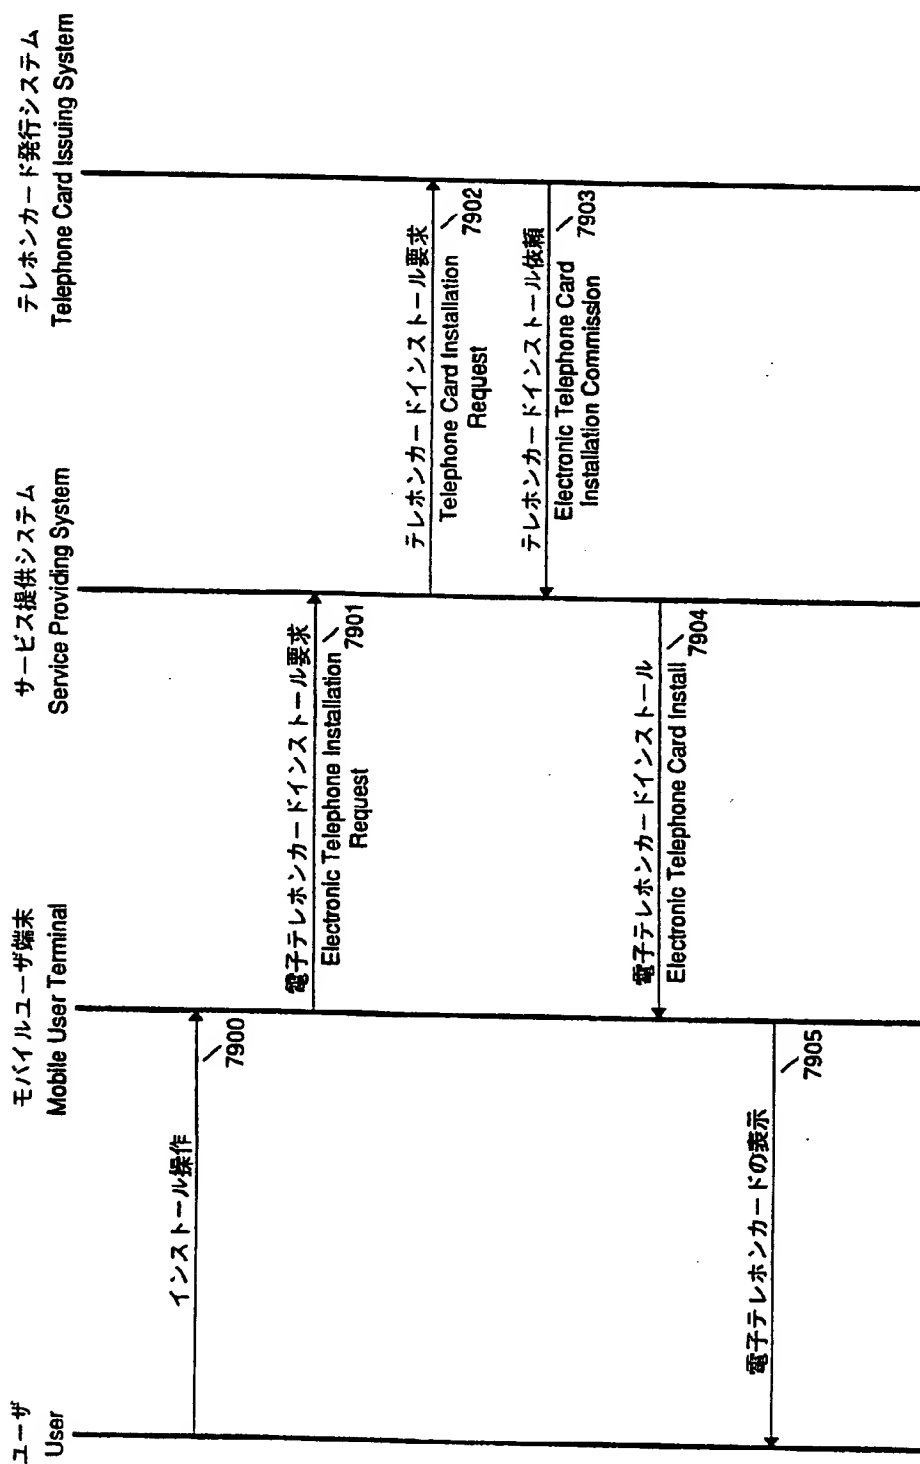 ユーザ
User
モバイルユーザ端末
Mobile User Terminal
サービス提供システム
Service Providing System
テレホンカード発行システム
Telephone Card Issuing System
インストール操作
7900
電子テレホンカードインストール要求
Electronic Telephone Installation
Request
7901
テレホンカードインストール要求
Telephone Card Installation
Request
7902
テレホンカードインストール依頼
Electronic Telephone Card
Installation Commission
7903
電子テレホンカードインストール
Electronic Telephone Card Install
7904
電子テレホンカードの表示
7905